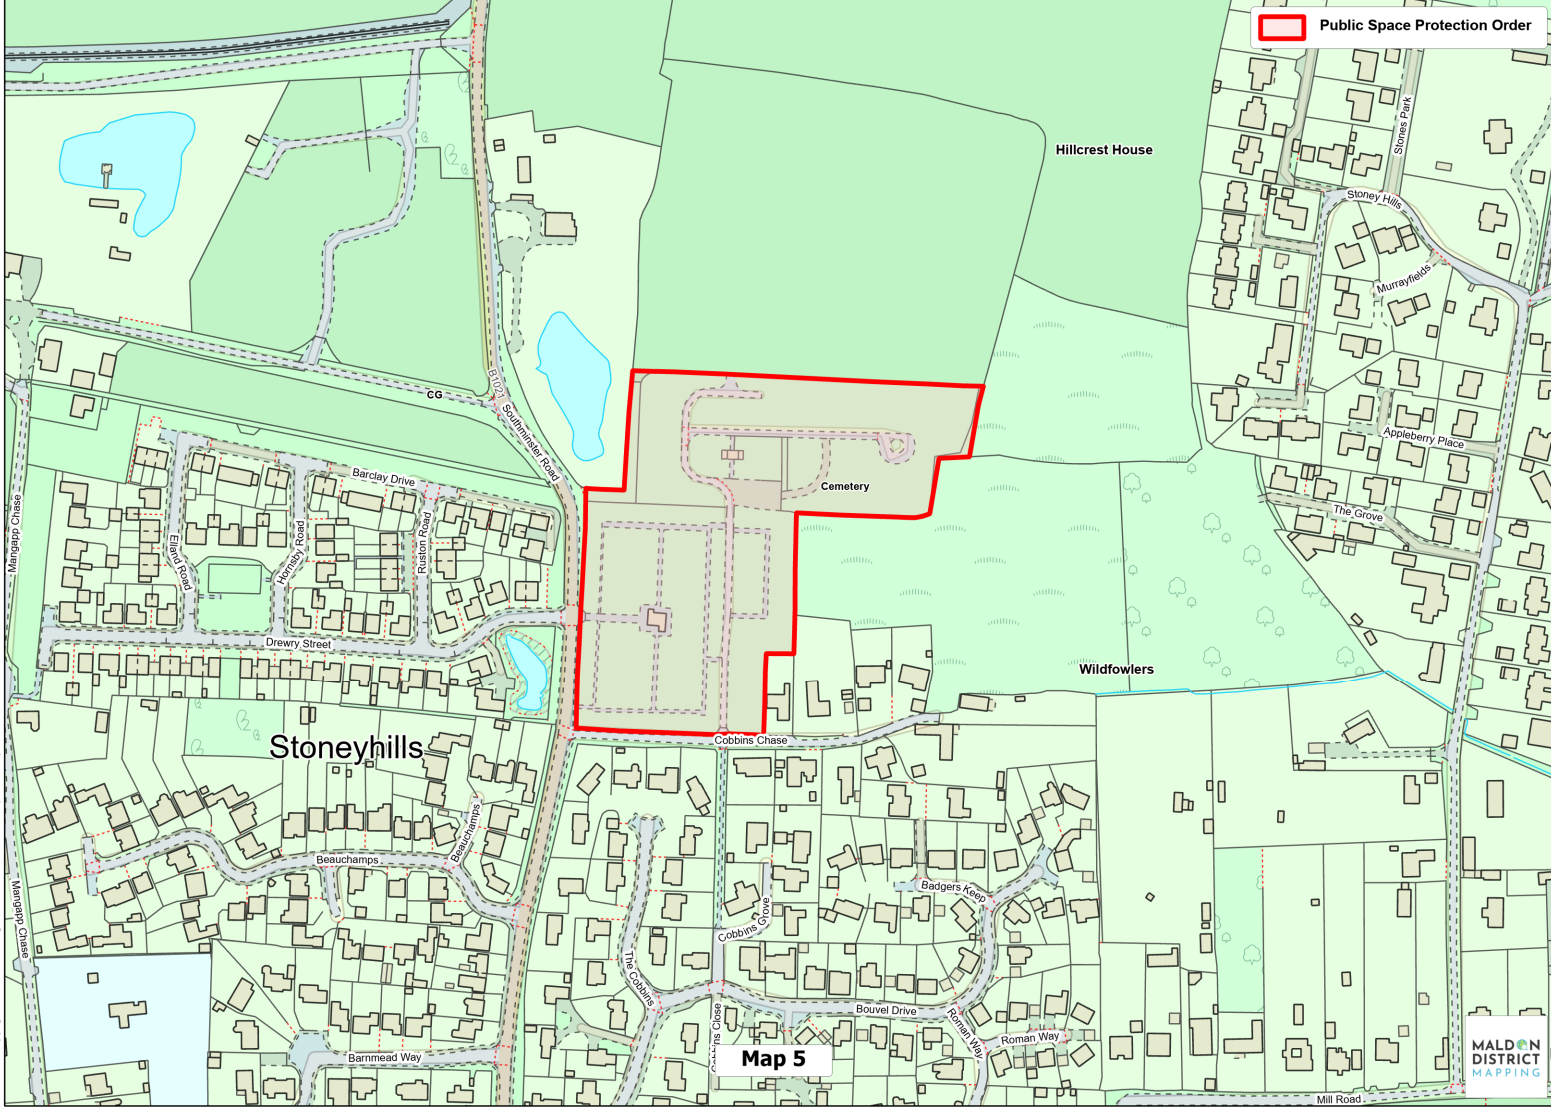 Public Space Protection Order
Hillcrest House
Stones Park
Stoney Hills
Murrayfields
B1021
Southminster Road
CG
Appleberry Place
Barclay Drive
Cemetery
The Grove
Mangapp Chase
Elland Road
Hornsby Road
Ruston Road
Drewry Street
Wildfowlers
Cobbins Chase
Stoneyhills
Beauchamps
Beauchamps
Badgers Keep
Mangapp Chase
Cobbins Grove
The Cobbins
Bouvel Drive
Roman Way
Roman Way
Cobbins Close
Barnmead Way
Map 5
MALDON
DISTRICT
MAPPING
Mill Road